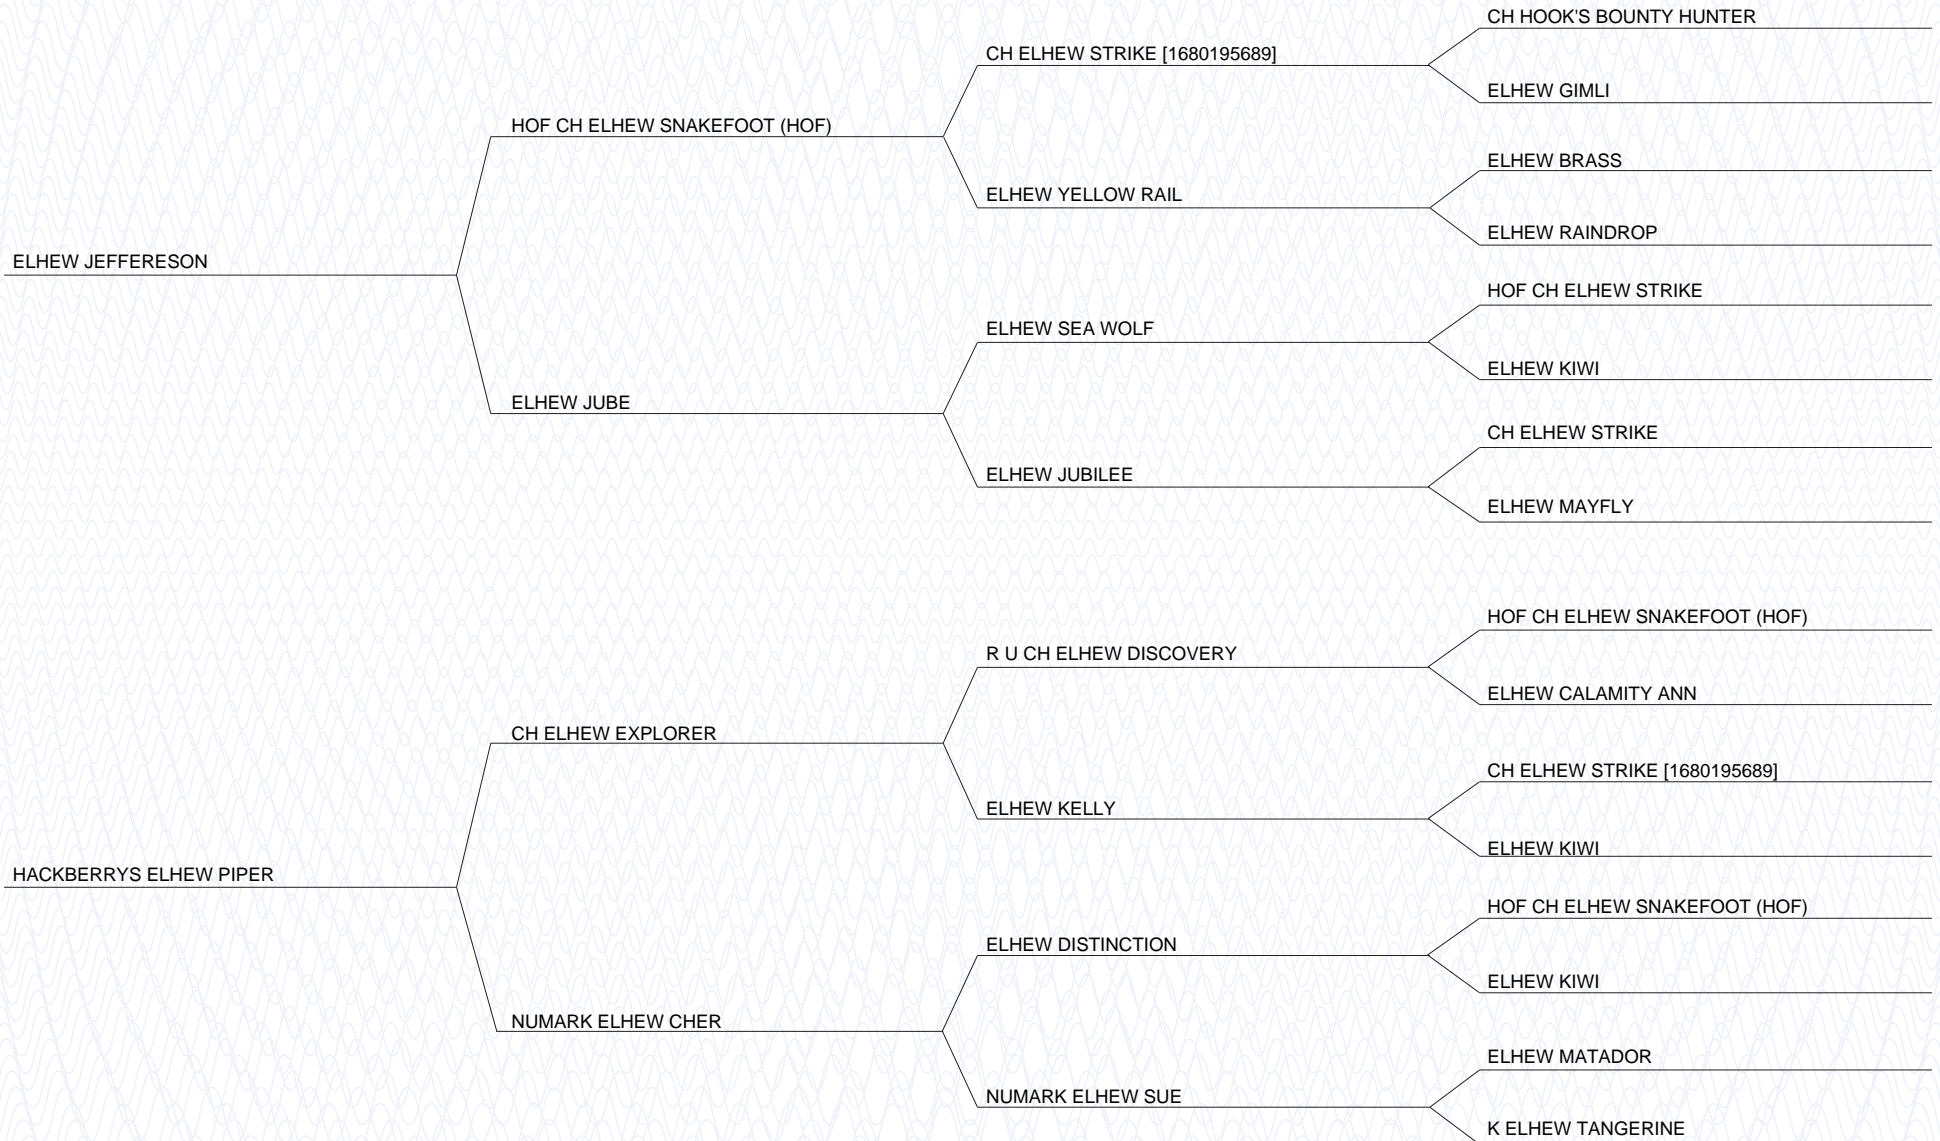 CH HOOK'S BOUNTY HUNTER
CH ELHEW STRIKE [1680195689]
ELHEW GIMLI
HOF CH ELHEW SNAKEFOOT (HOF)
ELHEW BRASS
ELHEW YELLOW RAIL
ELHEW RAINDROP
ELHEW JEFFERESON
HOF CH ELHEW STRIKE
ELHEW SEA WOLF
ELHEW KIWI
ELHEW JUBE
CH ELHEW STRIKE
ELHEW JUBILEE
ELHEW MAYFLY
HOF CH ELHEW SNAKEFOOT (HOF)
R U CH ELHEW DISCOVERY
ELHEW CALAMITY ANN
CH ELHEW EXPLORER
CH ELHEW STRIKE [1680195689]
ELHEW KELLY
ELHEW KIWI
HACKBERRYS ELHEW PIPER
HOF CH ELHEW SNAKEFOOT (HOF)
ELHEW DISTINCTION
ELHEW KIWI
NUMARK ELHEW CHER
ELHEW MATADOR
NUMARK ELHEW SUE
K ELHEW TANGERINE